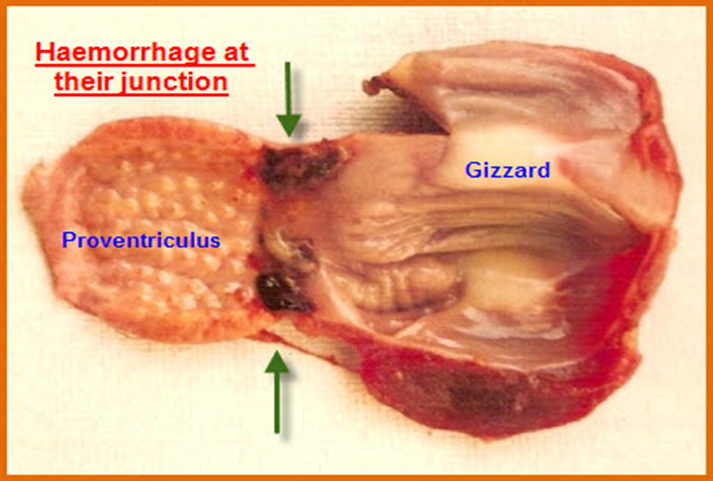 Haemorrhage at
their junction
Gizzard
Proventriculus